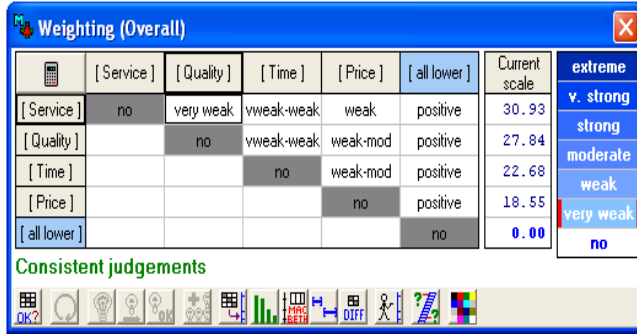 Weighting (Overall)
[ Service ] [ Quality ] [ Time ] [ Price ] [ all lower ] Current scale extreme
[ Service ] no very weak vweak-weak weak positive 30.93 v. strong
[ Quality ] no vweak-weak weak-mod positive 27.84 strong
[ Time ] no weak-mod positive 22.68 moderate
[ Price ] no positive 18.55 weak
[ all lower ] no 0.00 very weak
no
Consistent judgements
OK? OK MAC BETH DIFF ?7?